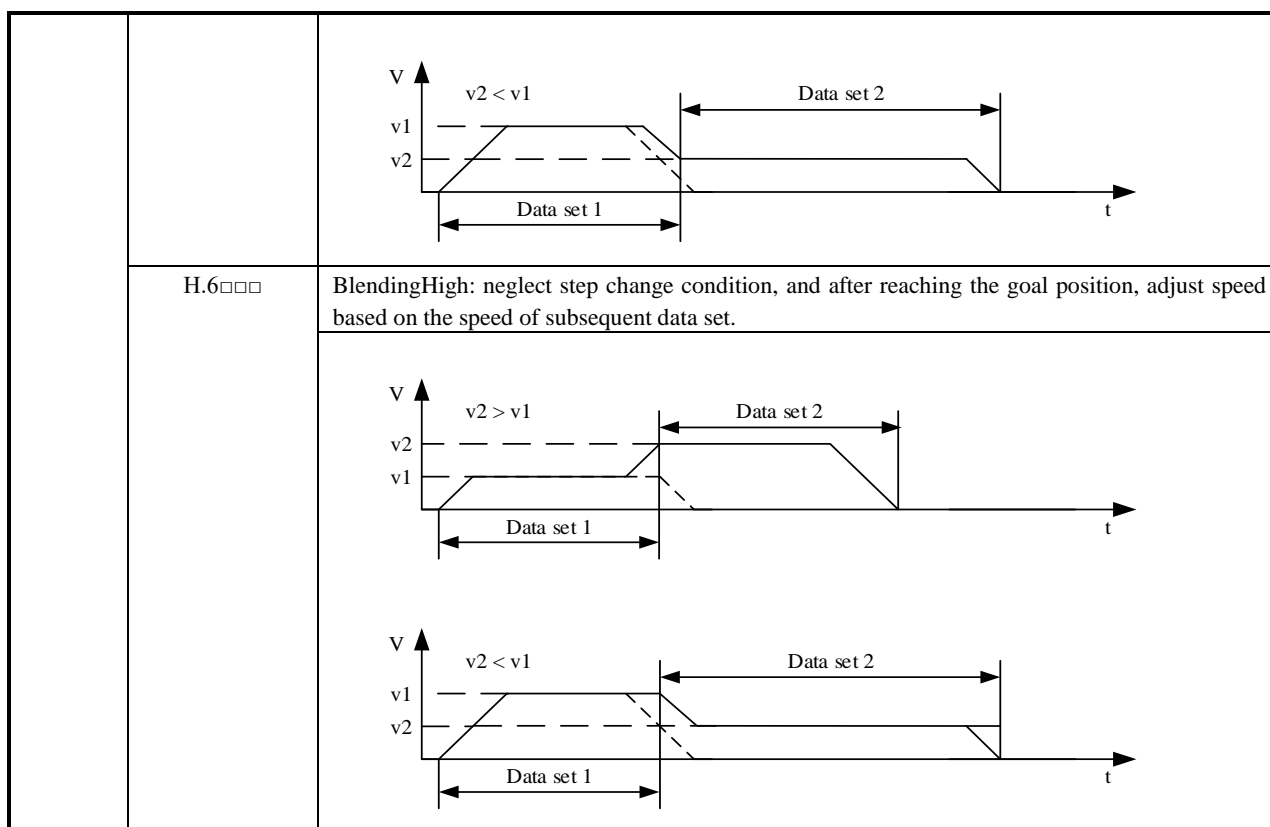 V
v2 < v1
Data set 2
v1
v2
Data set 1
t
H.6□□□
BlendingHigh: neglect step change condition, and after reaching the goal position, adjust speed
based on the speed of subsequent data set.
V
v2 > v1
Data set 2
v2
v1
Data set 1
t
V
v2 < v1
Data set 2
v1
v2
Data set 1
t